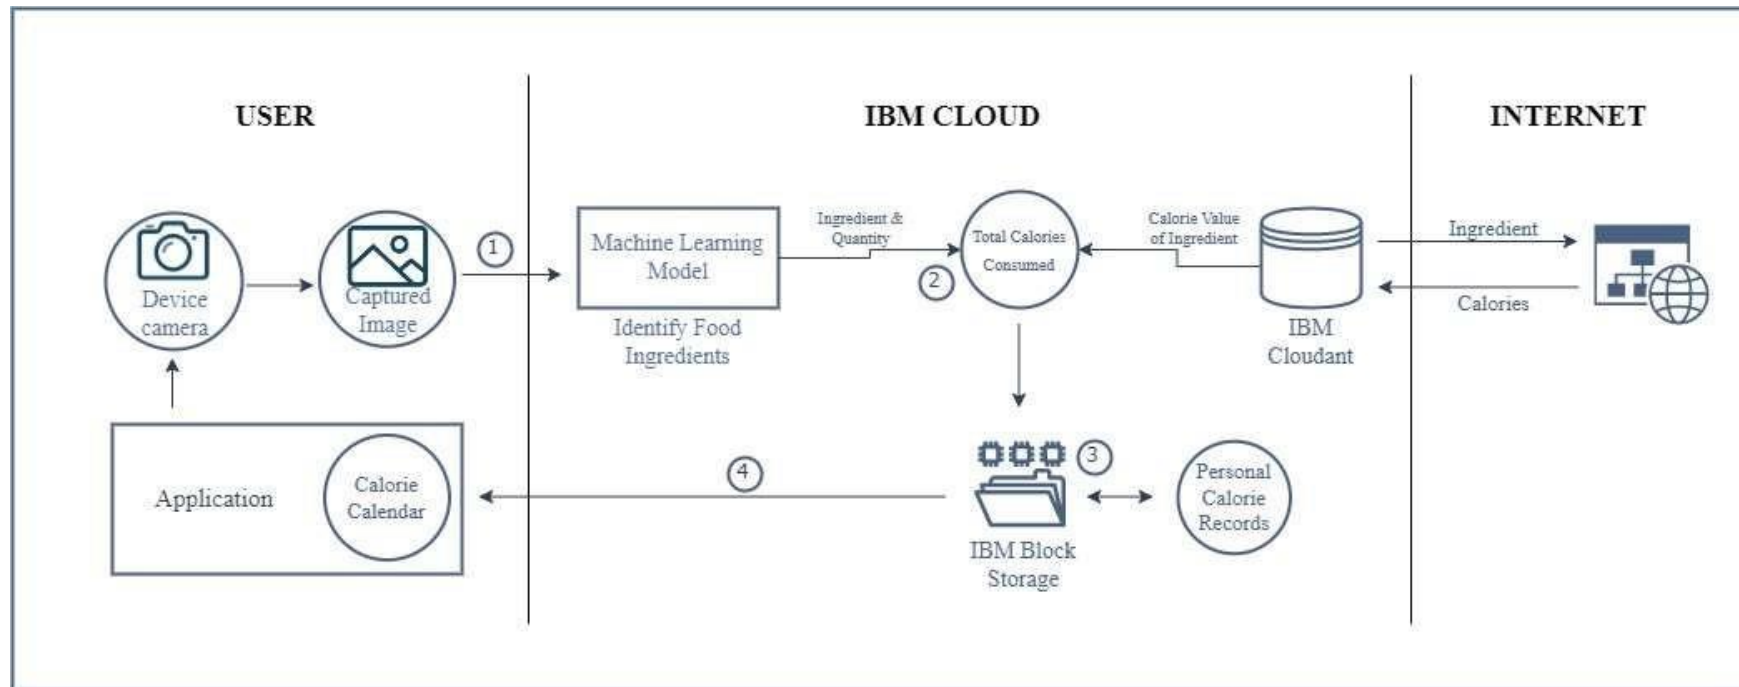 USER
IBM CLOUD
INTERNET
Device
camera
Captured
Image
1
Machine Learning
Model
Identify Food
Ingredients
Ingredient &
Quantity
2
Total Calories
Consumed
Calorie Value
of Ingredient
IBM
Cloudant
Ingredient
Calories
Application
Calorie
Calendar
4
3
IBM Block
Storage
Personal
Calorie
Records